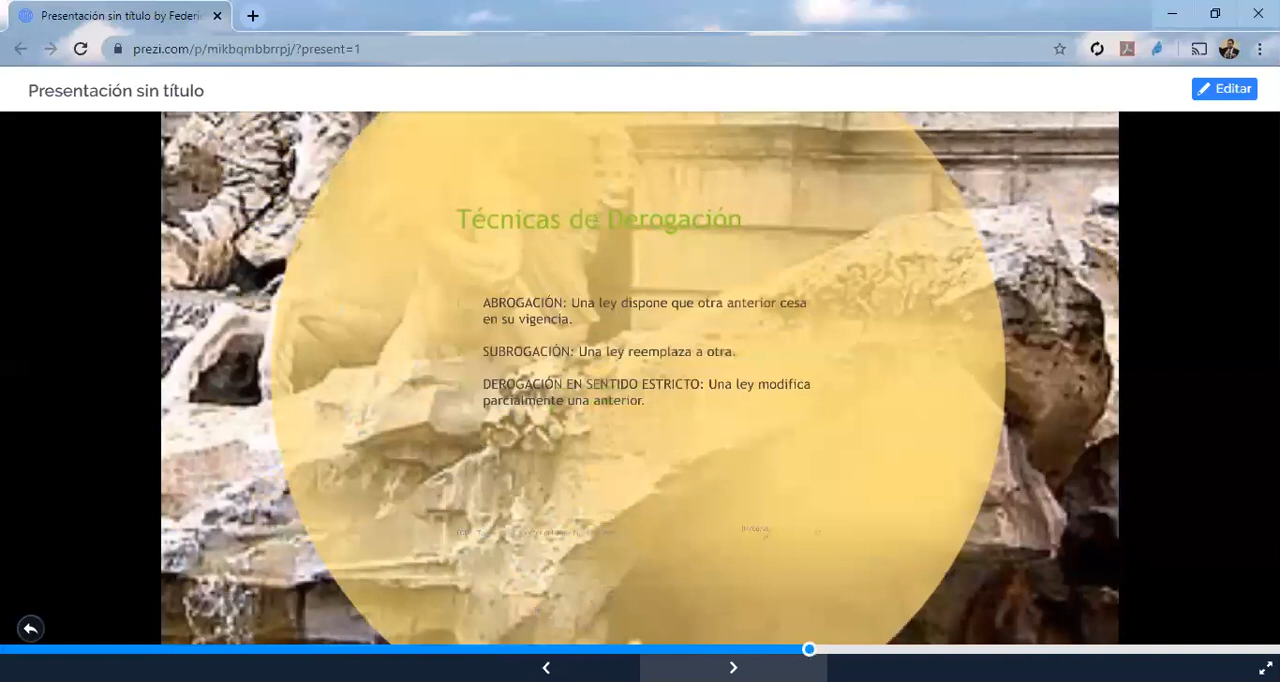 Presentación sin título by Federi
prezi.com/p/mikbqmbbrrpj/?present=1
Presentación sin título
Editar
Técnicas de Derogación
ABROGACIÓN: Una ley dispone que otra anterior cesa
en su vigencia.
SUBROGACIÓN: Una ley reemplaza a otra.
DEROGACIÓN EN SENTIDO ESTRICTO: Una ley modifica
parcialmente una anterior.